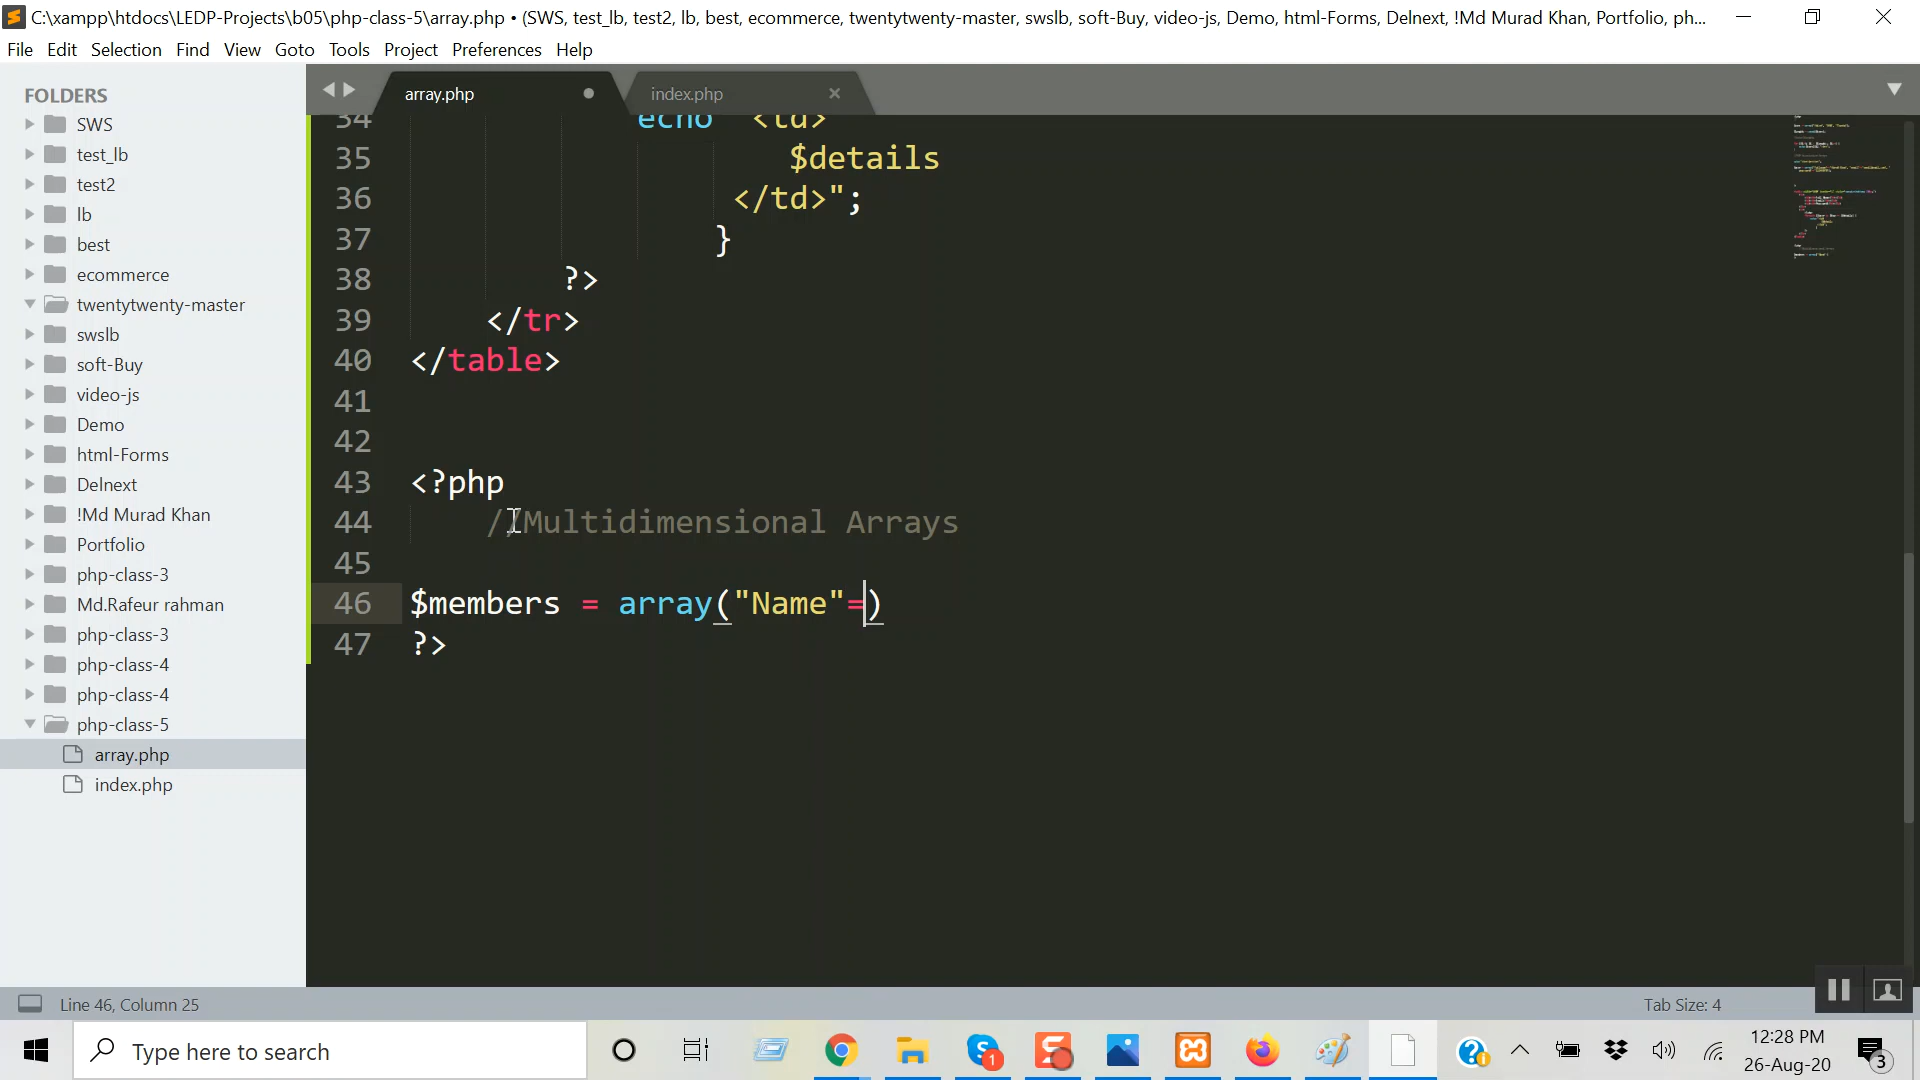 C:\xampp\htdocs\LEDP-Projects\b05\php-class-5\array.php • (SWS, test_lb, test2, lb, best, ecommerce, twentytwenty-master, swslb, soft-Buy, video-js, Demo, html-Forms, Delnext, !Md Murad Khan, Portfolio, ph...
File Edit Selection Find View Goto Tools Project Preferences Help
FOLDERS
SWS
test_lb
test2
lb
best
ecommerce
twentytwenty-master
swslb
soft-Buy
video-js
Demo
html-Forms
Delnext
!Md Murad Khan
Portfolio
php-class-3
Md.Rafeur rahman
php-class-3
php-class-4
php-class-4
php-class-5
array.php
index.php
array.php index.php
34 echo "<td>
35 $details
36 </td>";
37 }
38 ?>
39 </tr>
40 </table>
41
42
43 <?php
44 //Multidimensional Arrays
45
46 $members = array("Name"=)
47 ?>
Line 46, Column 25
Tab Size: 4
Type here to search
1
12:28 PM
26-Aug-20
3